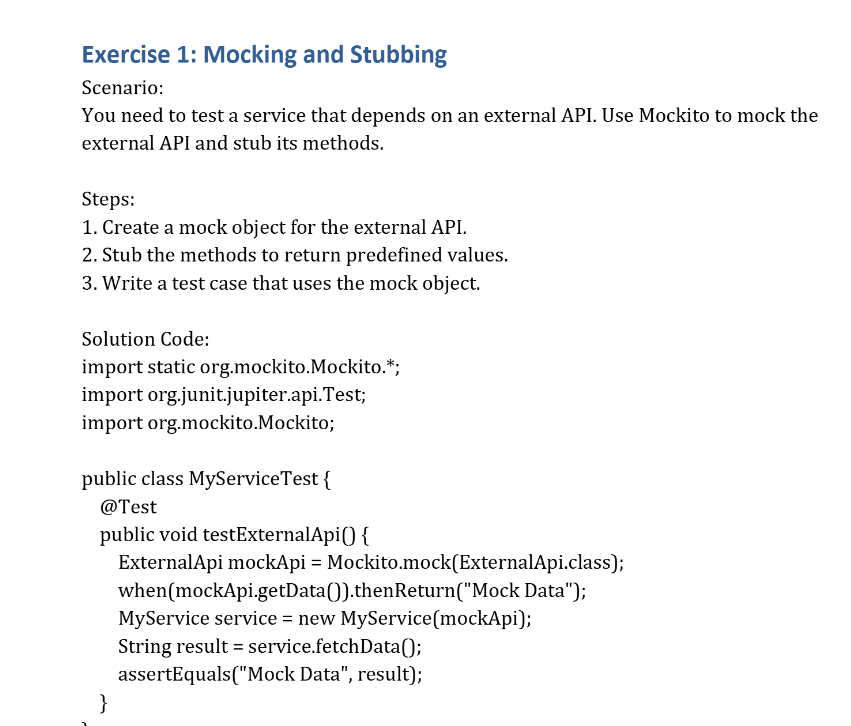 Exercise 1: Mocking and Stubbing
Scenario:
You need to test a service that depends on an external API. Use Mockito to mock the
external API and stub its methods.
Steps:
1. Create a mock object for the external API.
2. Stub the methods to return predefined values.
3. Write a test case that uses the mock object.
Solution Code:
import static org.mockito.Mockito.*;
import org.junit.jupiter.api.Test;
import org.mockito.Mockito;
public class MyServiceTest {
@Test
public void testExternalApi() {
ExternalApi mockApi = Mockito.mock(ExternalApi.class);
when(mockApi.getData()).thenReturn("Mock Data");
MyService service = new MyService(mockApi);
String result = service.fetchData();
assertEquals("Mock Data", result);
}
}